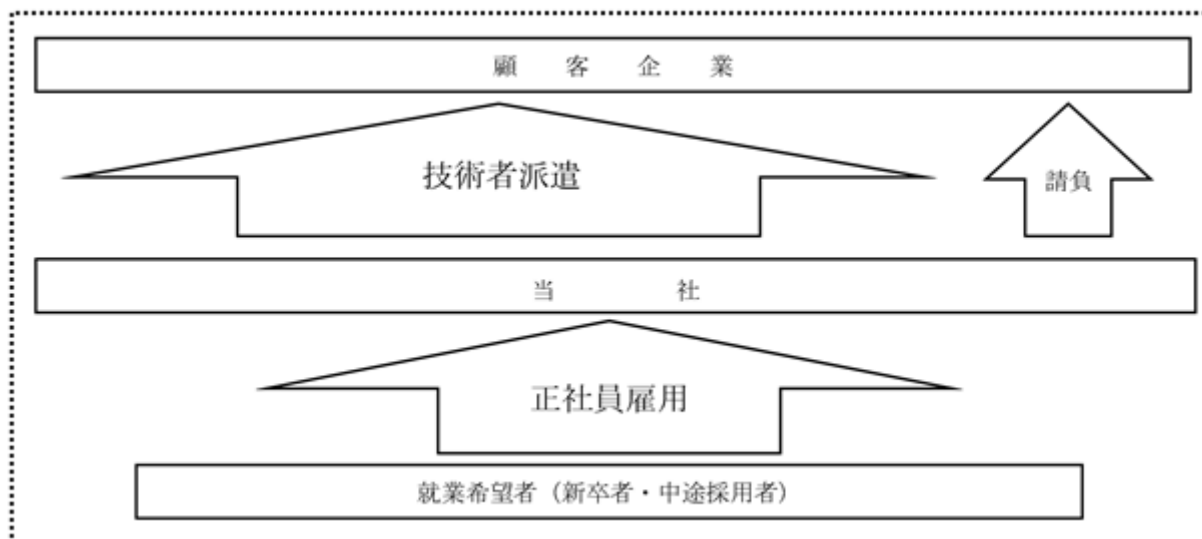 顧客企業
技術者派遣
請負
当社
正社員雇用
就業希望者（新卒者・中途採用者）